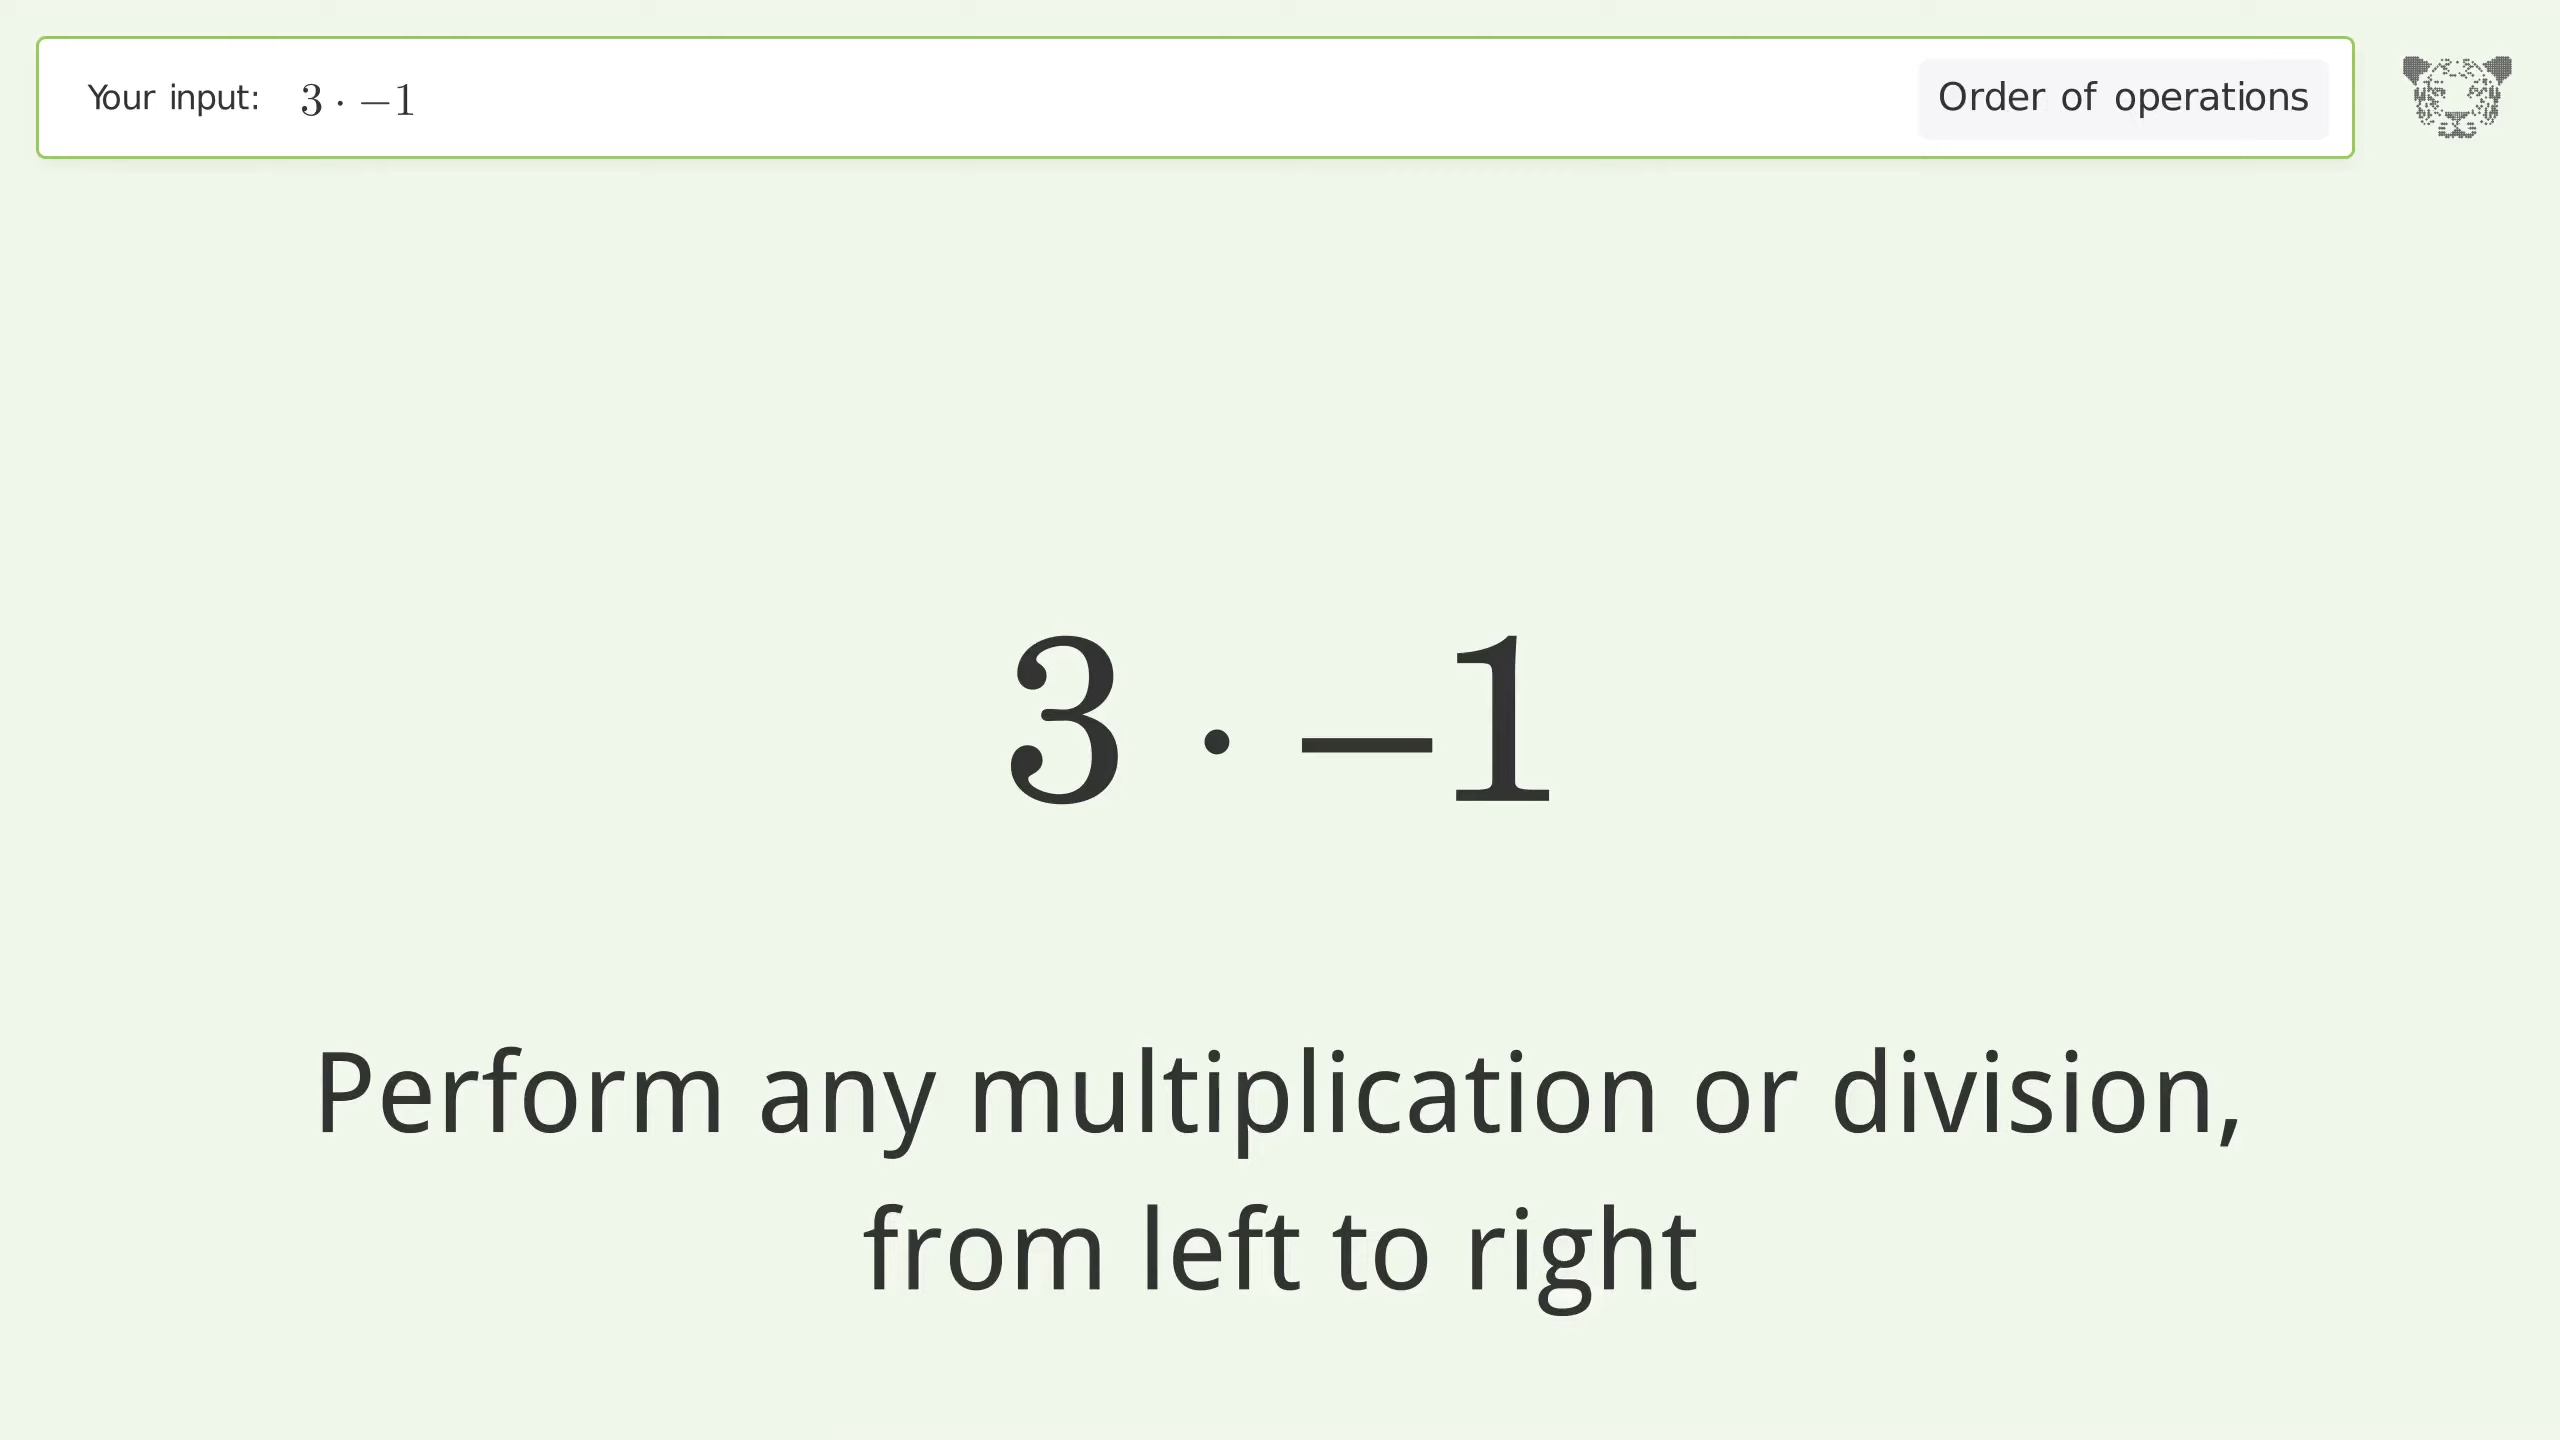 Your input: 3 · −1
Order of operations
3 · −1
Perform any multiplication or division,
from left to right